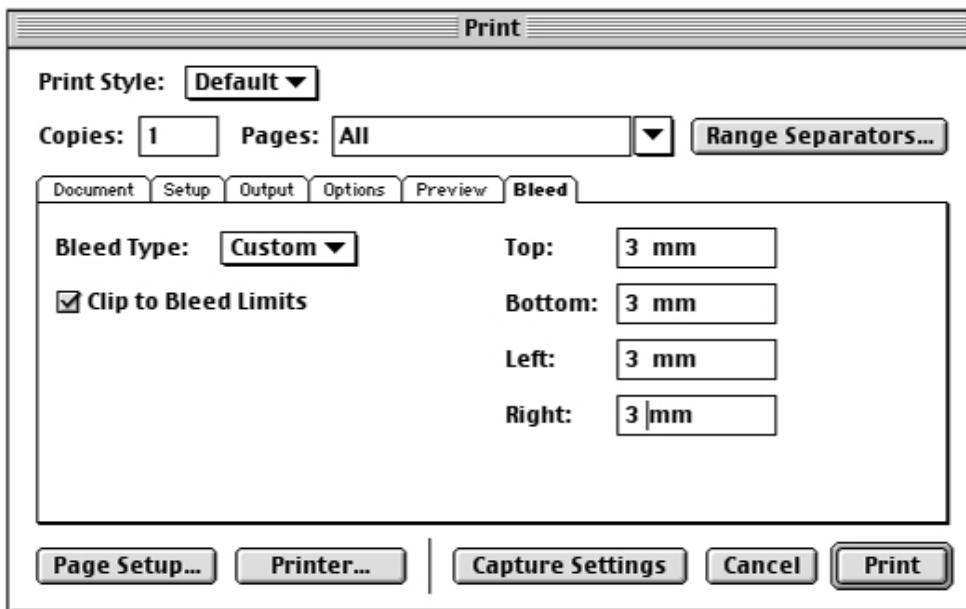 Print
Print Style: Default
Copies: 1 Pages: All Range Separators...
Document Setup Output Options Preview Bleed
Bleed Type: Custom Top: 3 mm
Clip to Bleed Limits Bottom: 3 mm
Left: 3 mm
Right: 3 mm
Page Setup... Printer... Capture Settings Cancel Print